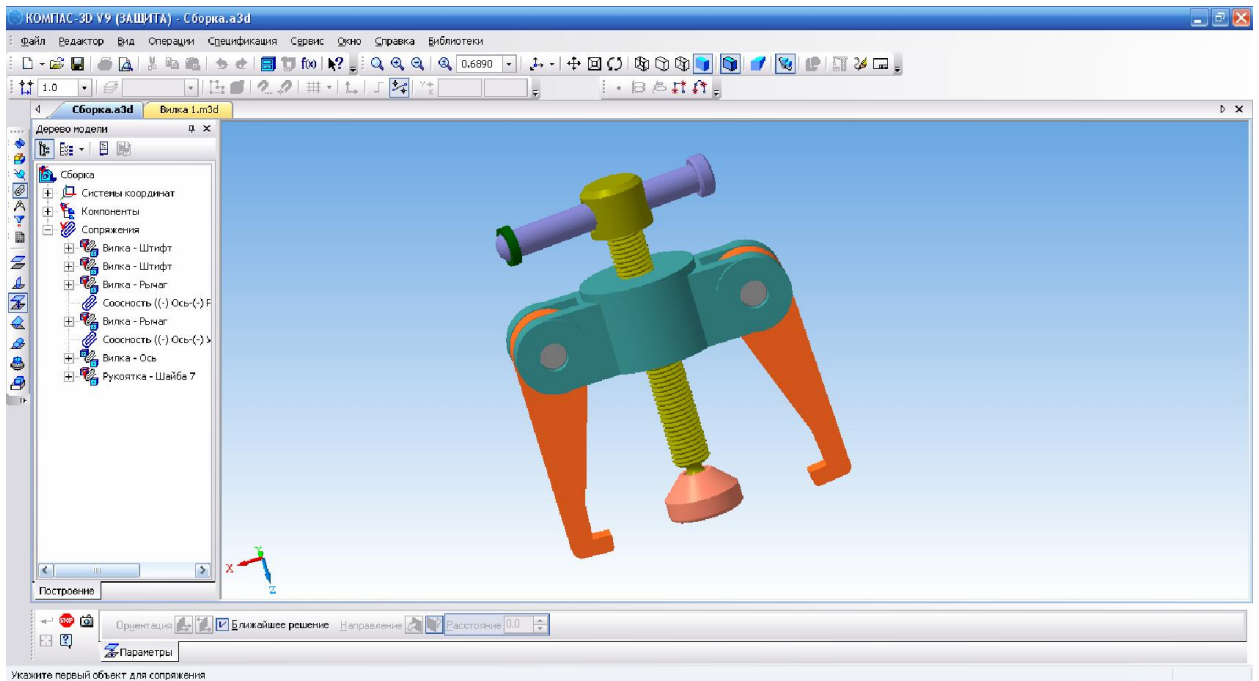 КОМПАС-3D V9 (ЗАЩИТА) - Сборка.a3d
Файл Редактор Вид Операции Спецификация Сервис Окно Справка Библиотеки
0.6890
1.0
Сборка.a3d Вилка 1.m3d
Дерево модели
Сборка
Системы координат
Компоненты
Сопряжения
Вилка - Штифт
Вилка - Штифт
Вилка - Рычаг
Соосность ((-) Ось-(-) Р
Вилка - Рычаг
Соосность ((-) Ось-(-) У
Вилка - Ось
Рукоятка - Шайба 7
Построение
X Y Z
Ориентация Ближайшее решение Направление Расстояние 0.0
Параметры
Укажите первый объект для сопряжения